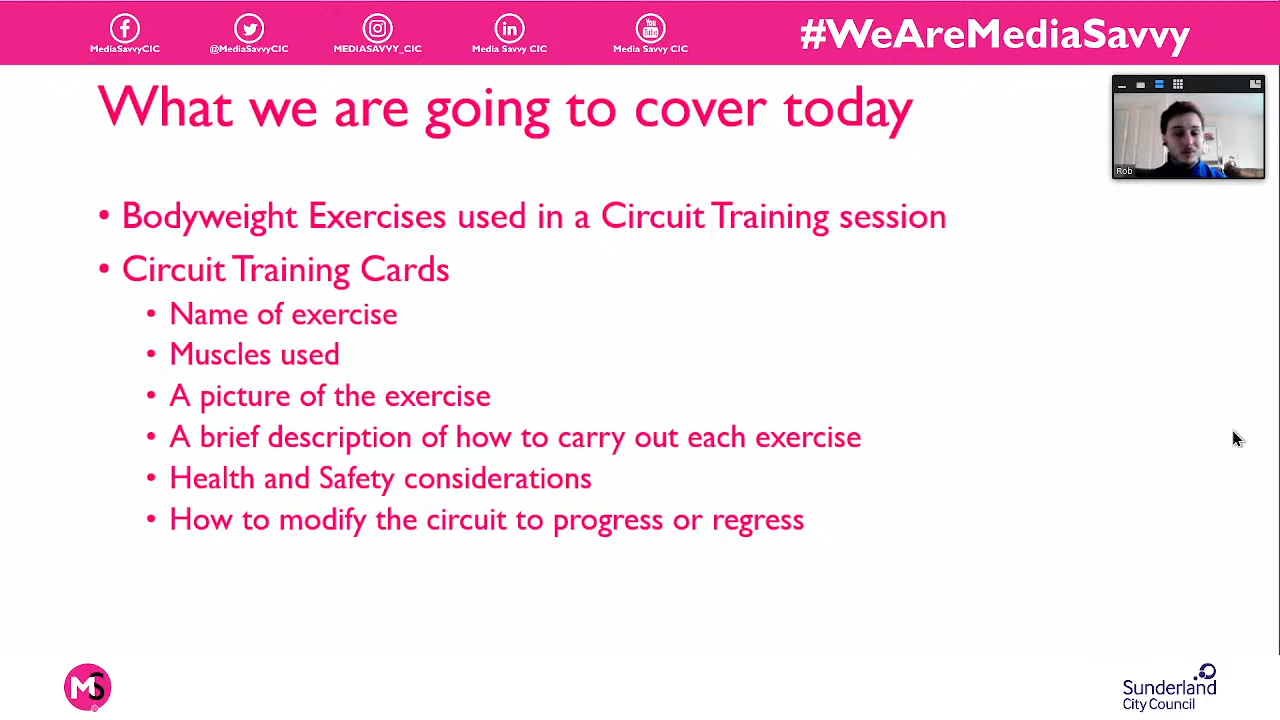 MediaSavvyCIC
@MediaSavvyCIC
MEDIASAVVY_CIC
Media Savvy CIC
Media Savvy CIC
#WeAreMediaSavvy
What we are going to cover today
Rob
• Bodyweight Exercises used in a Circuit Training session
• Circuit Training Cards
• Name of exercise
• Muscles used
• A picture of the exercise
• A brief description of how to carry out each exercise
• Health and Safety considerations
• How to modify the circuit to progress or regress
MS
Sunderland
City Council